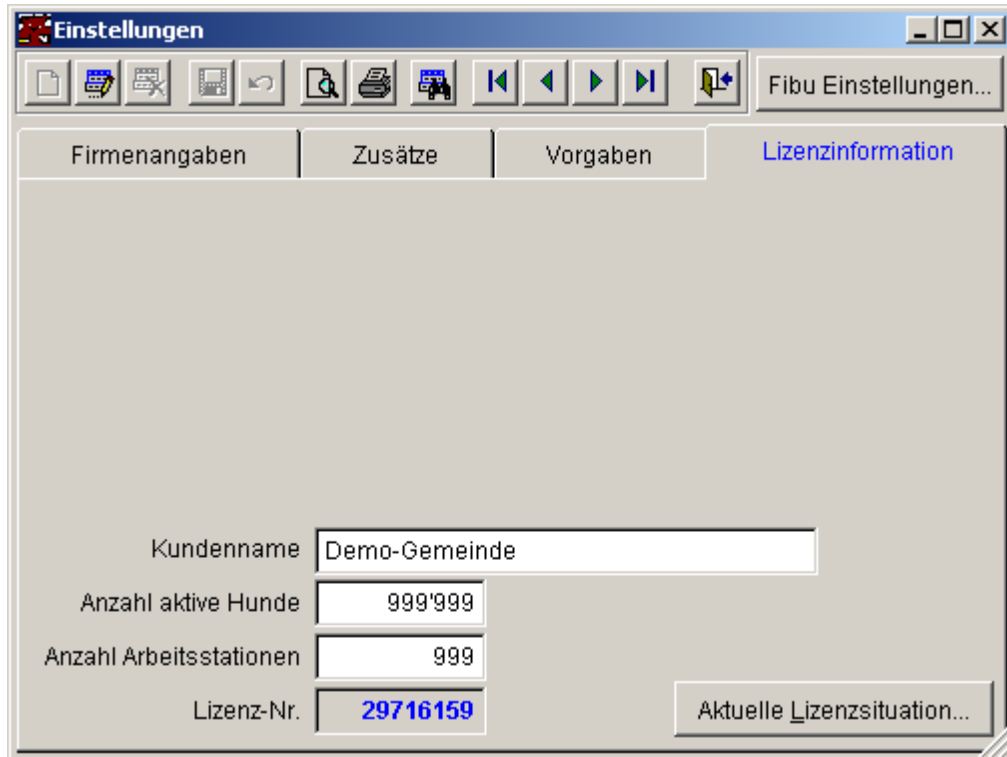 Einstellungen
Fibu Einstellungen...
Firmenangaben Zusätze Vorgaben Lizenzinformation
Kundenname Demo-Gemeinde
Anzahl aktive Hunde 999'999
Anzahl Arbeitsstationen 999
Lizenz-Nr. 29716159 Aktuelle Lizenzsituation...